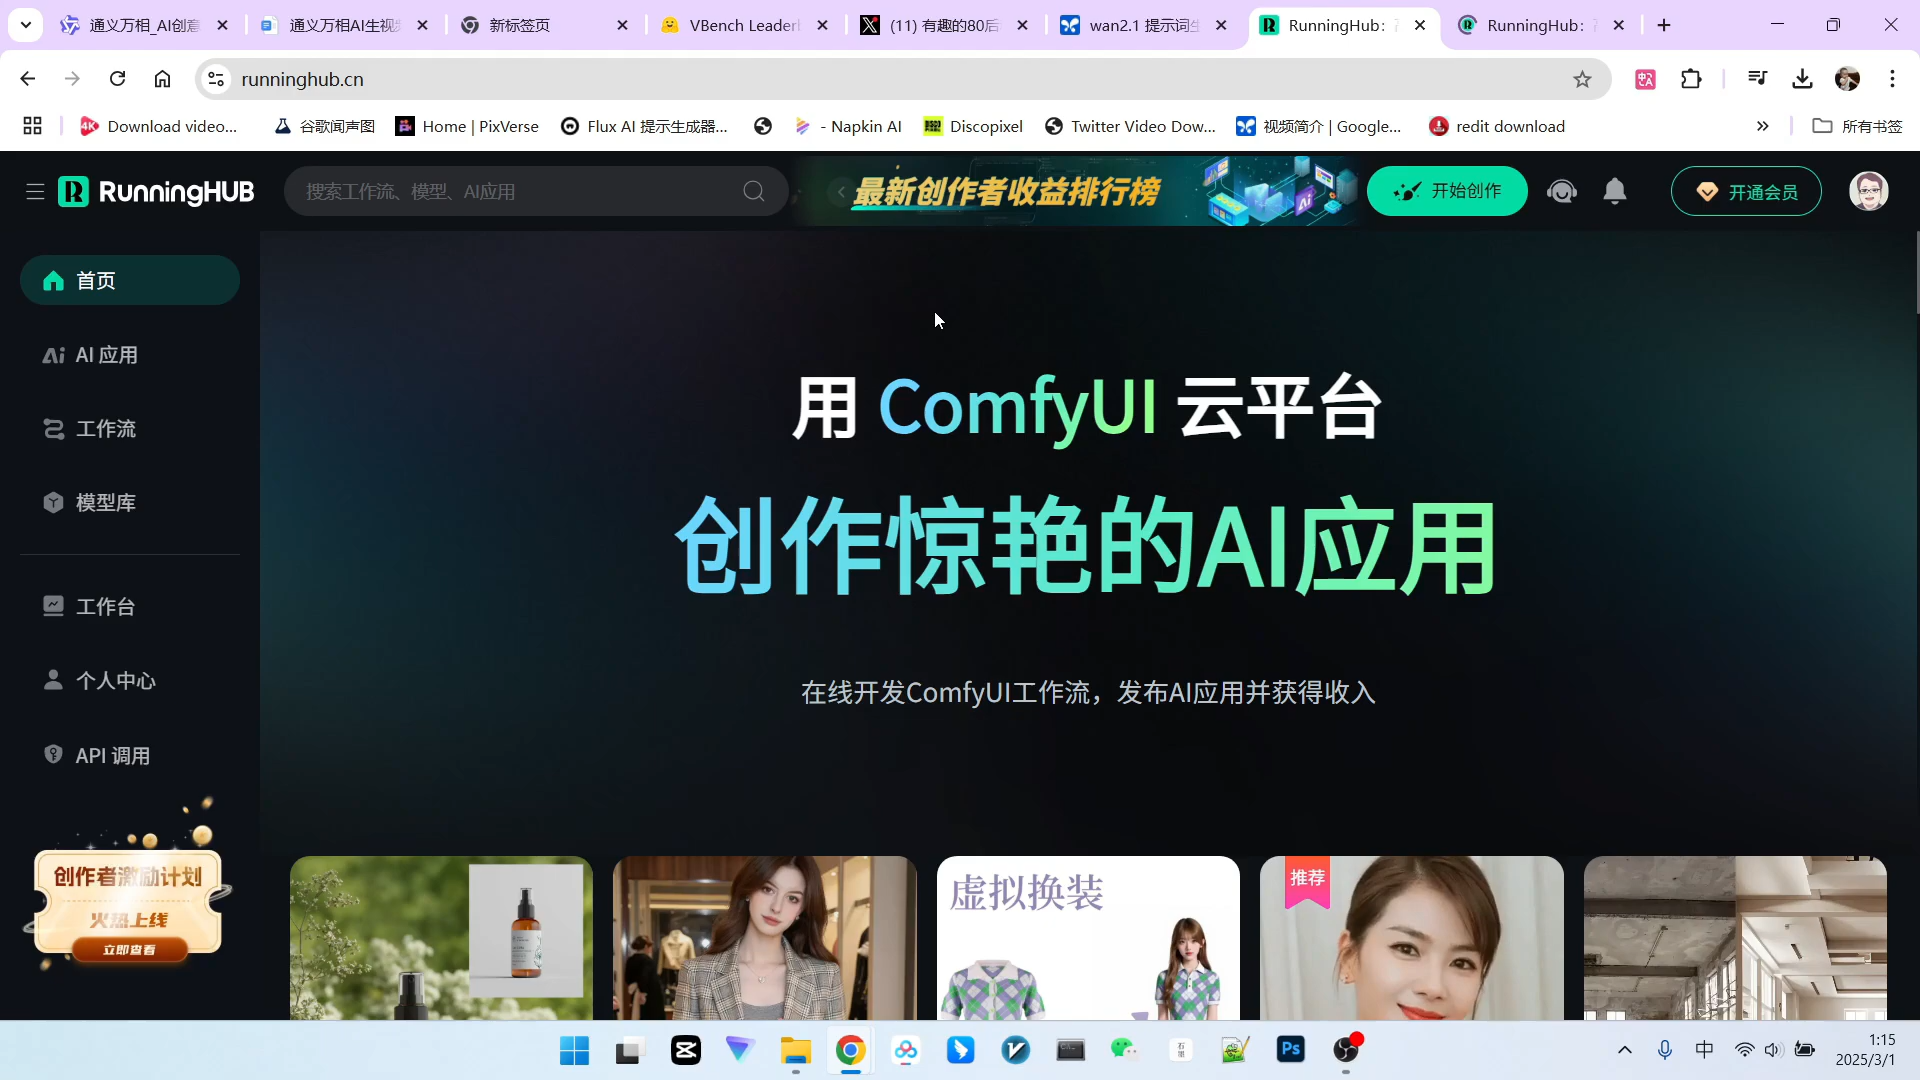 通义万相_AI创意
通义万相AI生视频
新标签页
VBench Leaderb
(11) 有趣的80后
wan2.1 提示词生
RunningHub:
RunningHub:
runninghub.cn
Download video...
谷歌闻声图
Home | PixVerse
Flux AI 提示生成器...
- Napkin AI
Discopixel
Twitter Video Dow...
视频简介 | Google...
redit download
所有书签
RunningHUB
搜索工作流、模型、AI应用
最新创作者收益排行榜
开始创作
开通会员
首页
AI 应用
工作流
模型库
工作台
个人中心
API 调用
创作者激励计划
火热上线
立即查看
用 ComfyUI 云平台
创作惊艳的AI应用
在线开发ComfyUI工作流，发布AI应用并获得收入
虚拟换装
推荐
中
1:15
2025/3/1